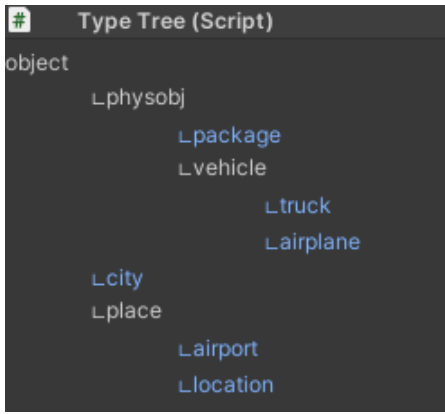 # Type Tree (Script)
object
physobj
package
vehicle
truck
airplane
city
place
airport
location